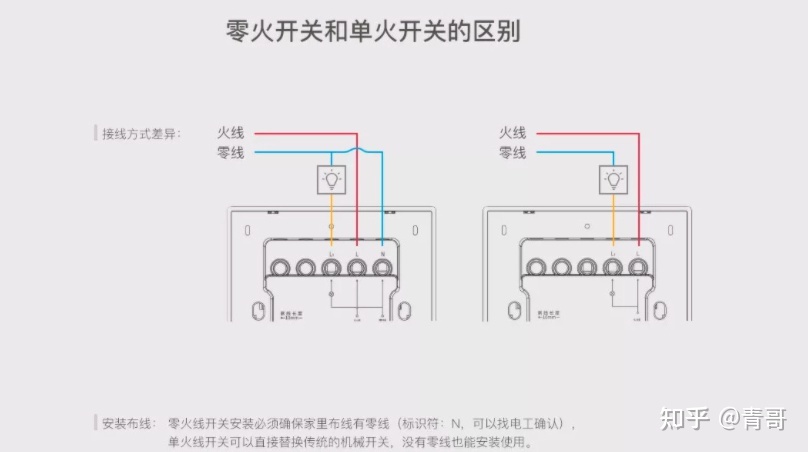 零火开关和单火开关的区别
接线方式差异：
火线
零线
火线
零线
L₁ L N
L₁ L
安装布线： 零火线开关安装必须确保家里布线有零线（标识符：N，可以找电工确认），
单火线开关可以直接替换传统的机械开关，没有零线也能安装使用。
知乎 @青哥